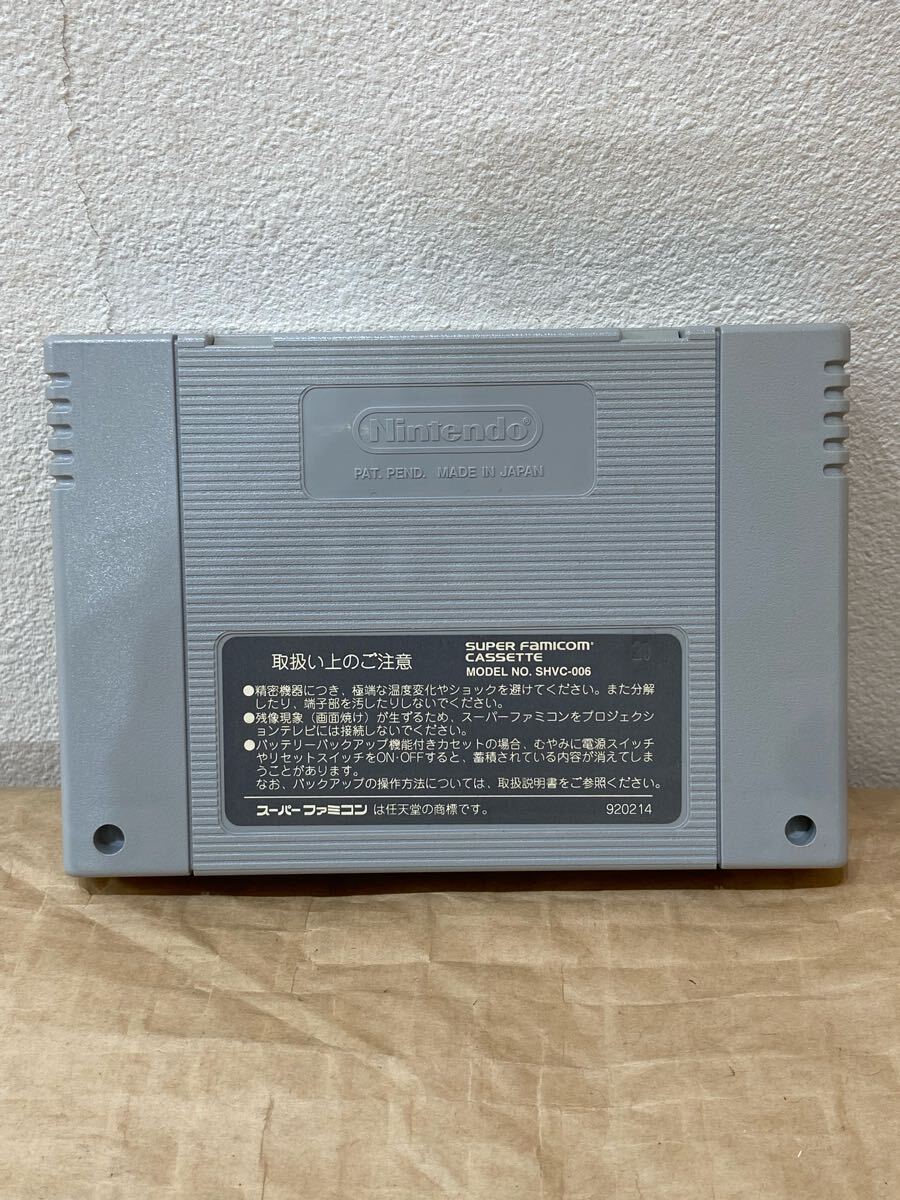 Nintendo®
PAT. PEND. MADE IN JAPAN
取扱い上のご注意
SUPER FAMICOM
CASSETTE
MODEL NO. SHVC-006
20
●精密機器につき、極端な温度変化やショックを避けてください。また分解
したり、端子部を汚したりしないでください。
●残像現象（画面焼け）が生ずるため、スーパーファミコンをプロジェクシ
ョンテレビには接続しないでください。
●バッテリーバックアップ機能付きカセットの場合、むやみに電源スイッチ
やリセットスイッチをON・OFFすると、蓄積されている内容が消えてしま
うことがあります。
なお、バックアップの操作方法については、取扱説明書をご参照ください。
スーパーファミコンは任天堂の商標です。
920214